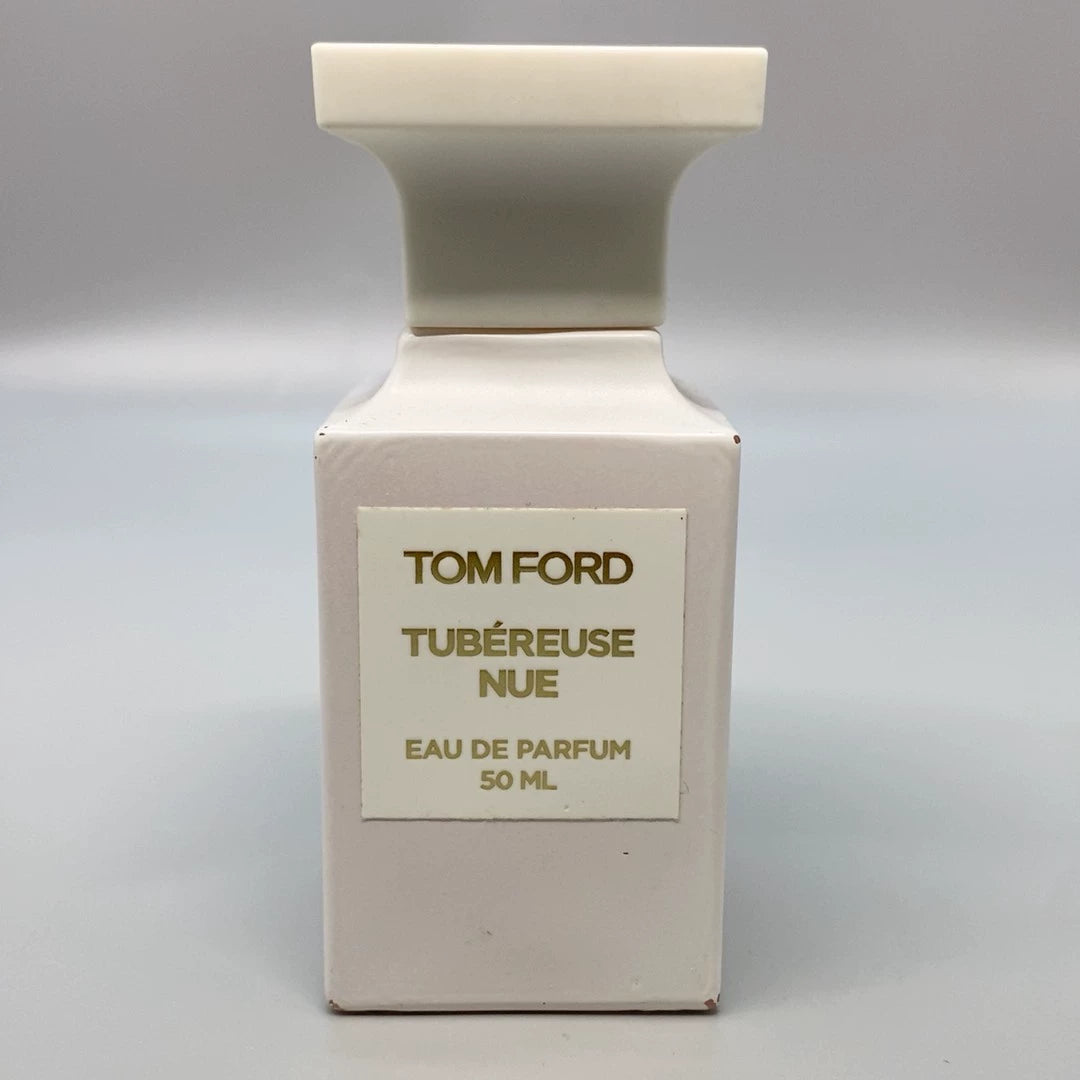 TOM FORD
TUBÉREUSE
NUE
EAU DE PARFUM
50 ML